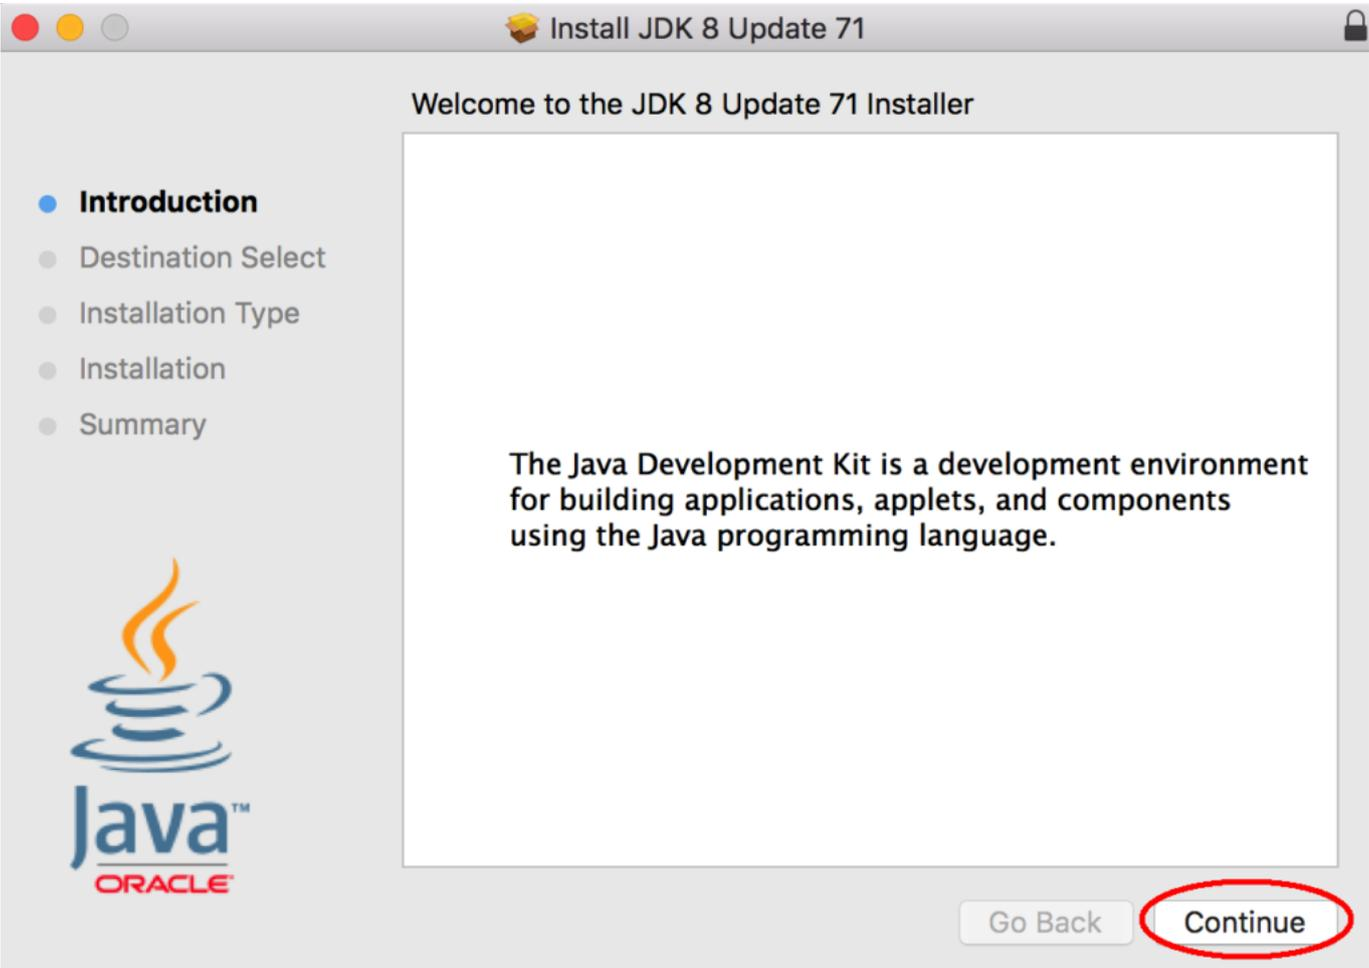 Install JDK 8 Update 71
Welcome to the JDK 8 Update 71 Installer
Introduction
Destination Select
Installation Type
Installation
Summary
The Java Development Kit is a development environment
for building applications, applets, and components
using the Java programming language.
Java™
ORACLE
Go Back
Continue